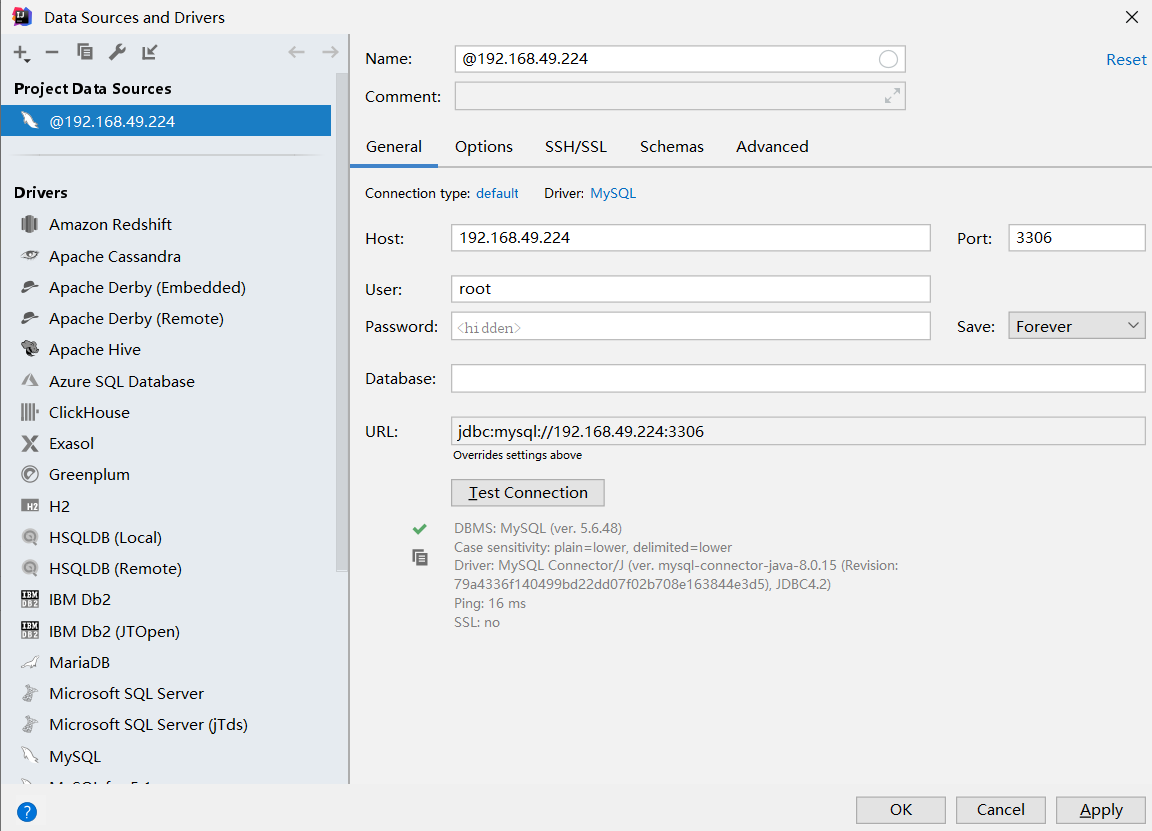 Data Sources and Drivers
Name: @192.168.49.224 Reset
Comment:
Project Data Sources
@192.168.49.224
General Options SSH/SSL Schemas Advanced
Connection type: default Driver: MySQL
Host: 192.168.49.224 Port: 3306
User: root
Password: <hidden> Save: Forever
Database:
URL: jdbc:mysql://192.168.49.224:3306
Overrides settings above
Test Connection
DBMS: MySQL (ver. 5.6.48)
Case sensitivity: plain=lower, delimited=lower
Driver: MySQL Connector/J (ver. mysql-connector-java-8.0.15 (Revision:
79a4336f140499bd22dd07f02b708e163844e3d5), JDBC4.2)
Ping: 16 ms
SSL: no
Drivers
Amazon Redshift
Apache Cassandra
Apache Derby (Embedded)
Apache Derby (Remote)
Apache Hive
Azure SQL Database
ClickHouse
Exasol
Greenplum
H2 H2
HSQLDB (Local)
HSQLDB (Remote)
IBM DB2 IBM Db2
IBM DB2 IBM Db2 (JTOpen)
MariaDB
Microsoft SQL Server
Microsoft SQL Server (jTds)
MySQL
? OK Cancel Apply